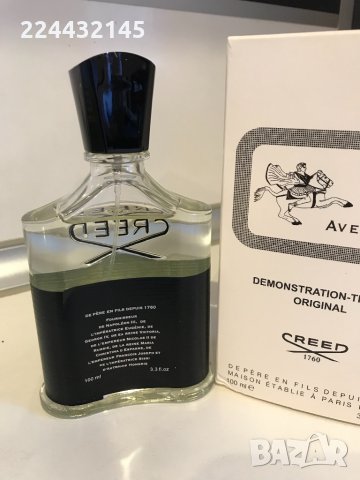 224432145
CREED
DE PÈRE EN FILS DEPUIS 1760
FOURNISSEUR
DE NAPOLÉON III, DE
L'IMPÉRATRICE EUGÉNIE, DE
GEORGE IV, DE SU REINE VICTORIA,
DE L'EMPEREUR NICOLAS II DE
RUSSIE, DE LA REINE MARIA
CHRISTINA D'ESPAGNE, DE
L'EMPEREUR FRANÇOIS JOSEPH ET
DE L'IMPÉRATRICE SISSI
D'AUTRICHE HONGRIE
100 ml 3.3 fl.oz
AVE
DEMONSTRATION-TE
ORIGINAL
CREED
1760
DE PÈRE EN FILS DEPUI
MAISON ÉTABLIE À PARIS
100 ml
3.
BAZAR